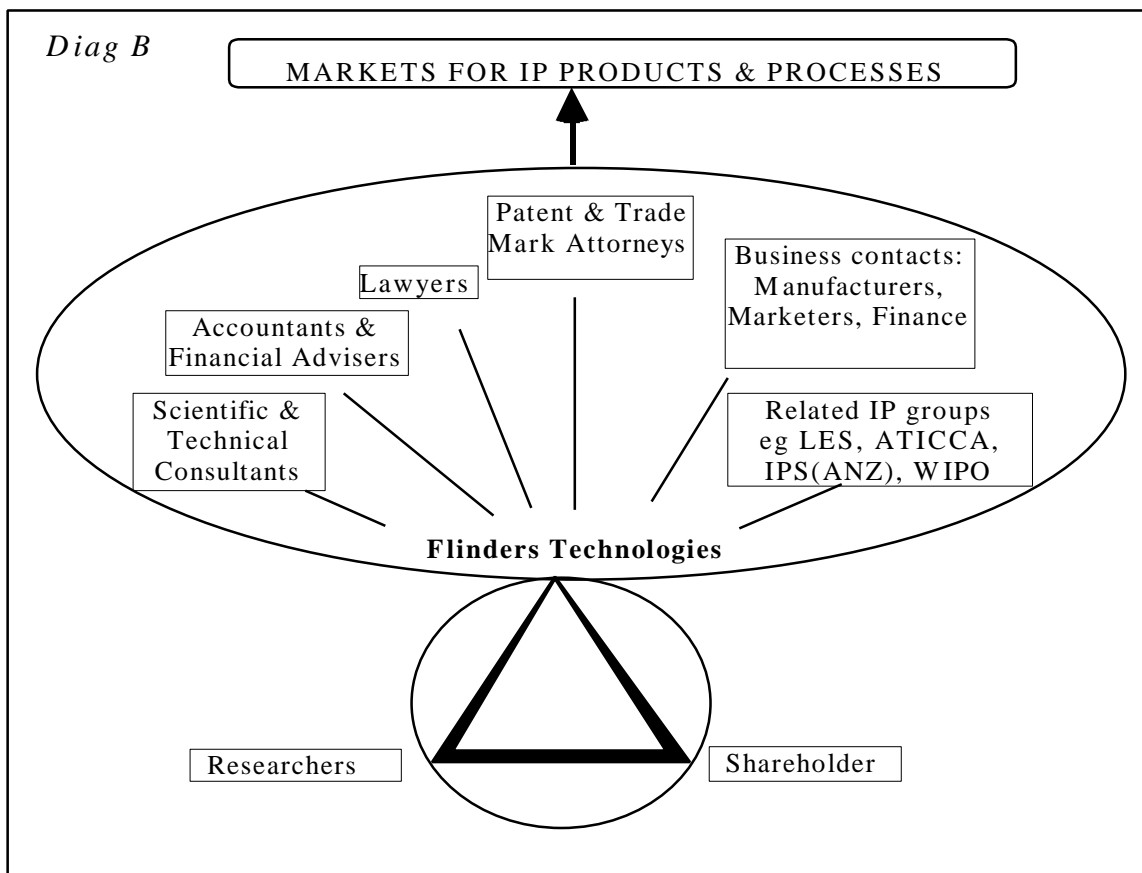 Diag B
MARKETS FOR IP PRODUCTS & PROCESSES
Patent & Trade
Mark Attorneys
Business contacts:
Manufacturers,
Marketers, Finance
Lawyers
Accountants &
Financial Advisers
Scientific &
Technical
Consultants
Related IP groups
eg LES, ATICCA,
IPS(ANZ), WIPO
Flinders Technologies
Researchers
Shareholder